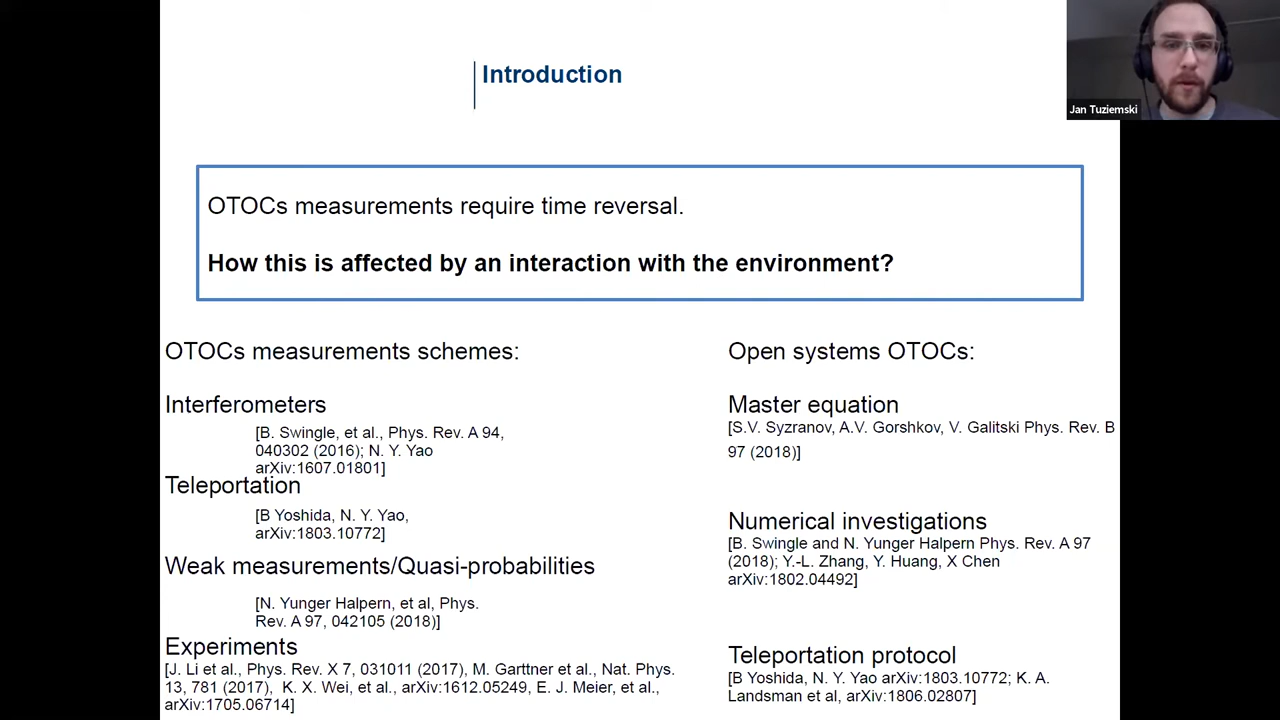 Introduction
Jan Tuziemski
OTOCs measurements require time reversal.
How this is affected by an interaction with the environment?
OTOCs measurements schemes:
Interferometers
[B. Swingle, et al., Phys. Rev. A 94,
040302 (2016); N. Y. Yao
arXiv:1607.01801]
Teleportation
[B Yoshida, N. Y. Yao,
arXiv:1803.10772]
Weak measurements/Quasi-probabilities
[N. Yunger Halpern, et al, Phys.
Rev. A 97, 042105 (2018)]
Experiments
[J. Li et al., Phys. Rev. X 7, 031011 (2017), M. Garttner et al., Nat. Phys.
13, 781 (2017), K. X. Wei, et al., arXiv:1612.05249, E. J. Meier, et al.,
arXiv:1705.06714]
Open systems OTOCs:
Master equation
[S.V. Syzranov, A.V. Gorshkov, V. Galitski Phys. Rev. B
97 (2018)]
Numerical investigations
[B. Swingle and N. Yunger Halpern Phys. Rev. A 97
(2018); Y.-L. Zhang, Y. Huang, X Chen
arXiv:1802.04492]
Teleportation protocol
[B Yoshida, N. Y. Yao arXiv:1803.10772; K. A.
Landsman et al, arXiv:1806.02807]